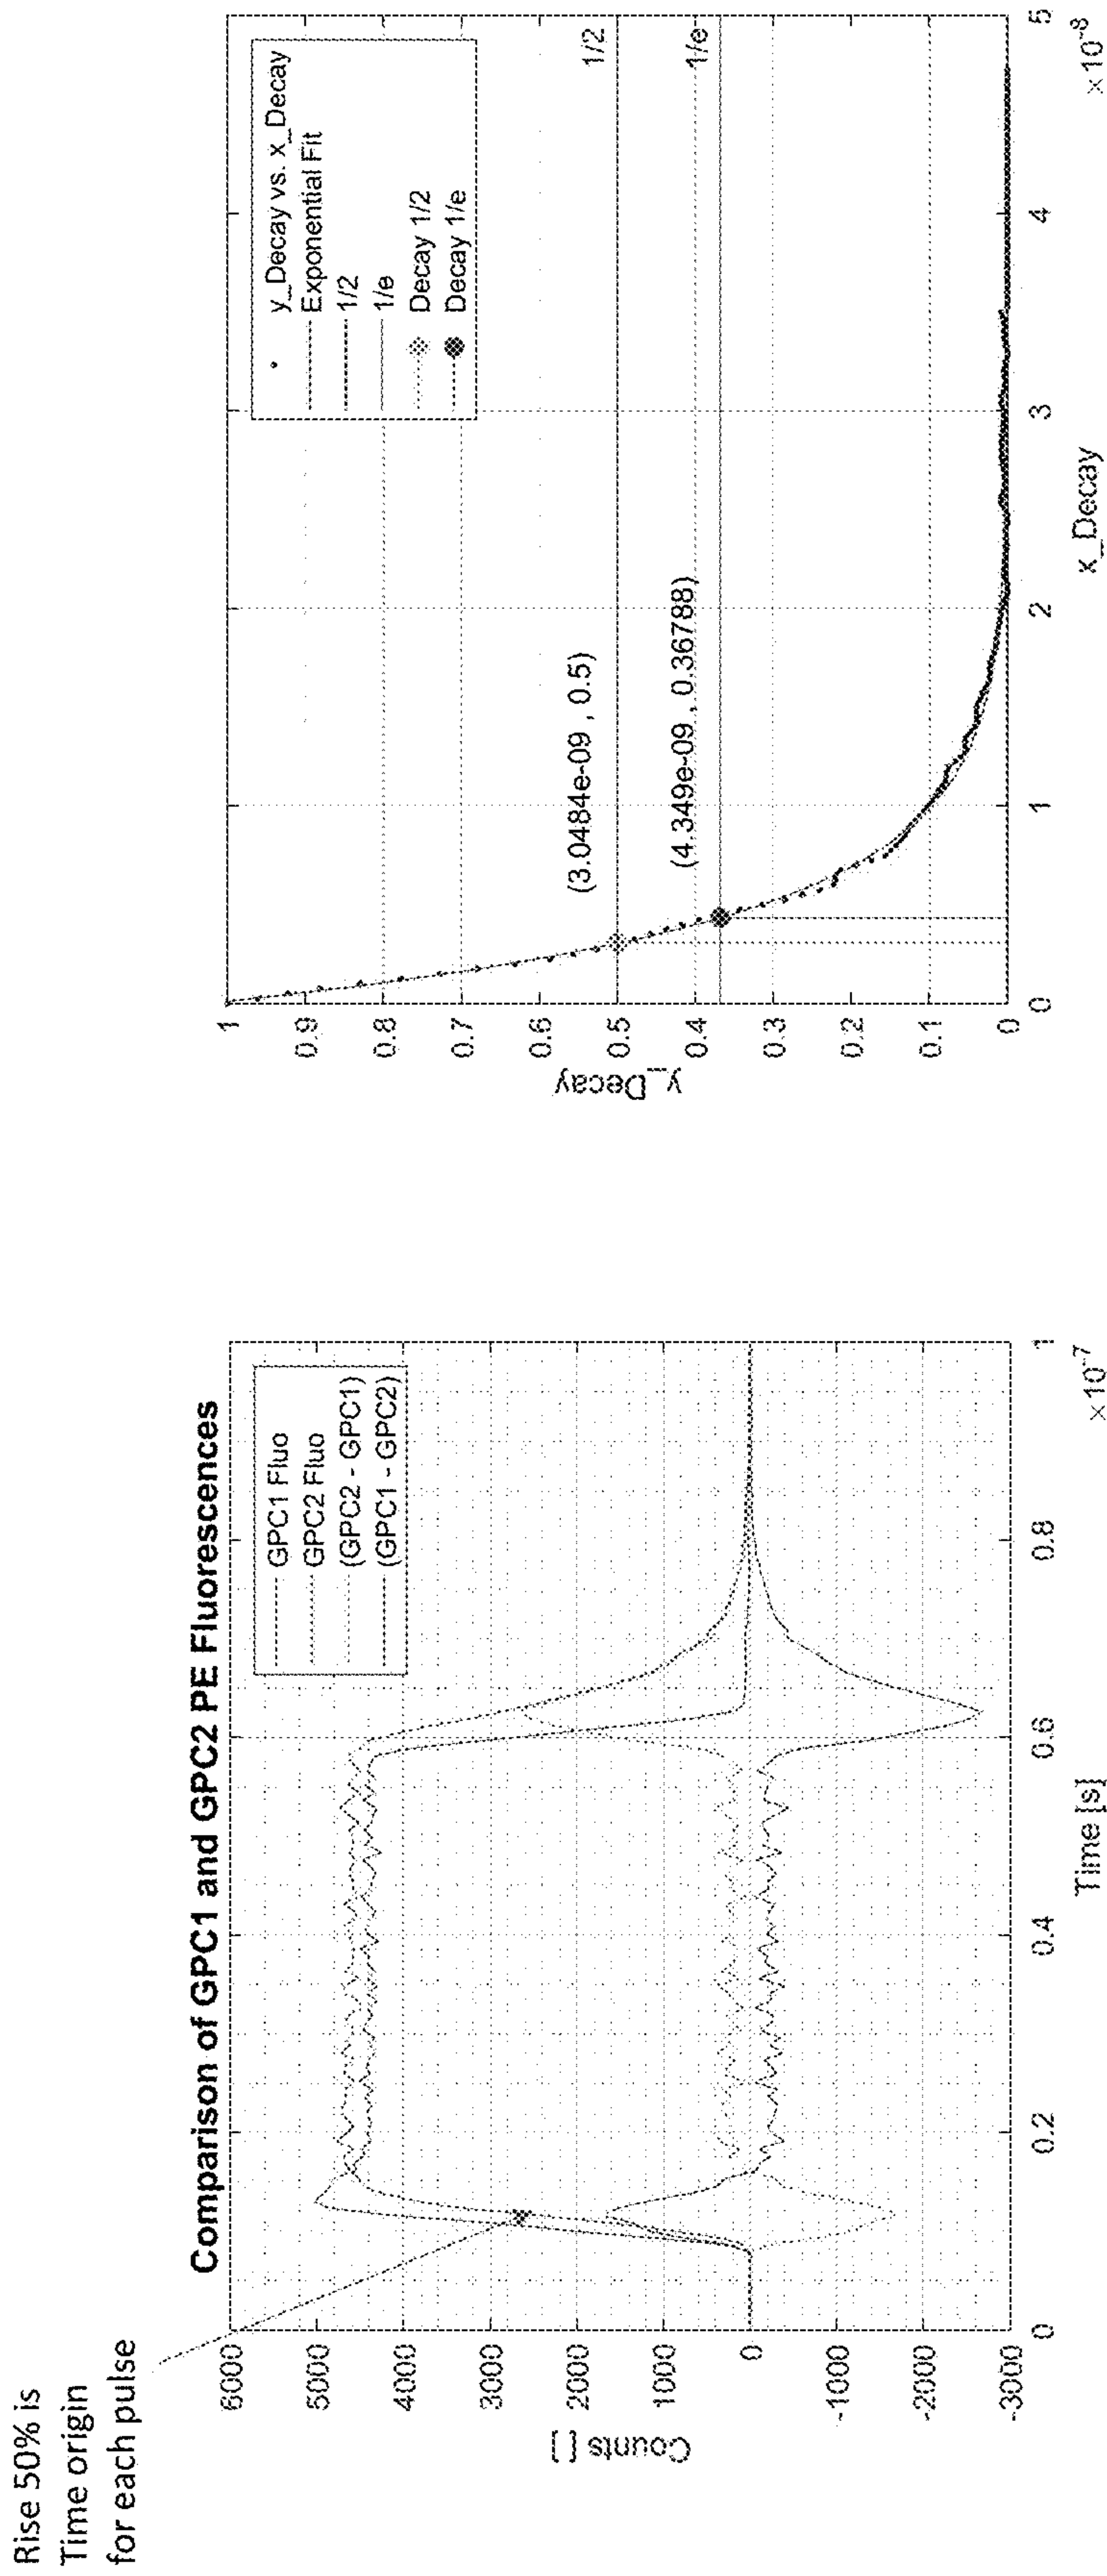 Rise 50% is
Time origin
for each pulse
Comparison of GPC1 and GPC2 PE Fluorescences
GPC1 Fluo
GPC2 Fluo
(GPC2 - GPC1)
(GPC1 - GPC2)
6000
5000
4000
3000
2000
1000
0
-1000
-2000
-3000
Counts [ ]
0
0.2
0.4
0.6
0.8
1
×10⁻⁷
Time [s]
y_Decay vs. x_Decay
Exponential Fit
1/2
1/e
Decay 1/2
Decay 1/e
1/2
1/e
(3.0484e-09 , 0.5)
(4.349e-09 , 0.36788)
1
0.9
0.8
0.7
0.6
0.5
0.4
0.3
0.2
0.1
0
y_Decay
0
1
2
3
4
5
×10⁻⁸
x_Decay